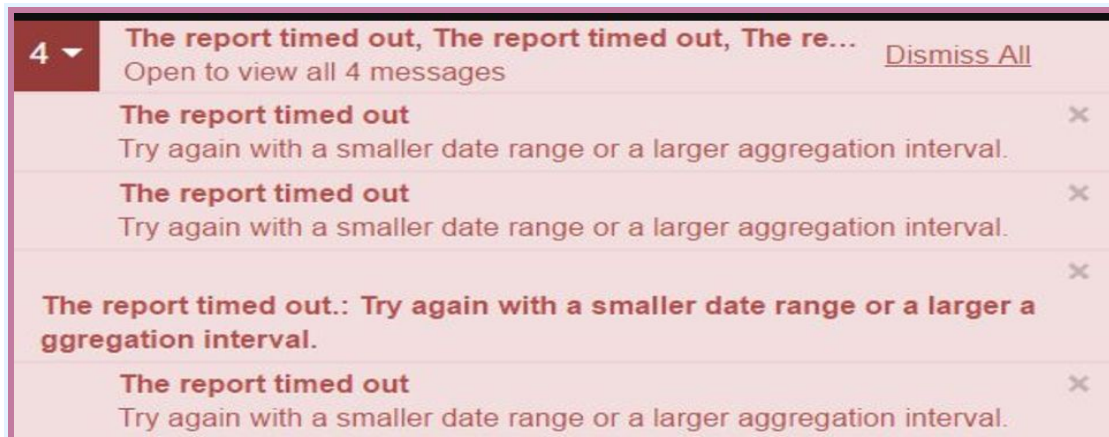 4
The report timed out, The report timed out, The re...
Dismiss All
Open to view all 4 messages
The report timed out
Try again with a smaller date range or a larger aggregation interval.
The report timed out
Try again with a smaller date range or a larger aggregation interval.
The report timed out.: Try again with a smaller date range or a larger a
ggregation interval.
The report timed out
Try again with a smaller date range or a larger aggregation interval.